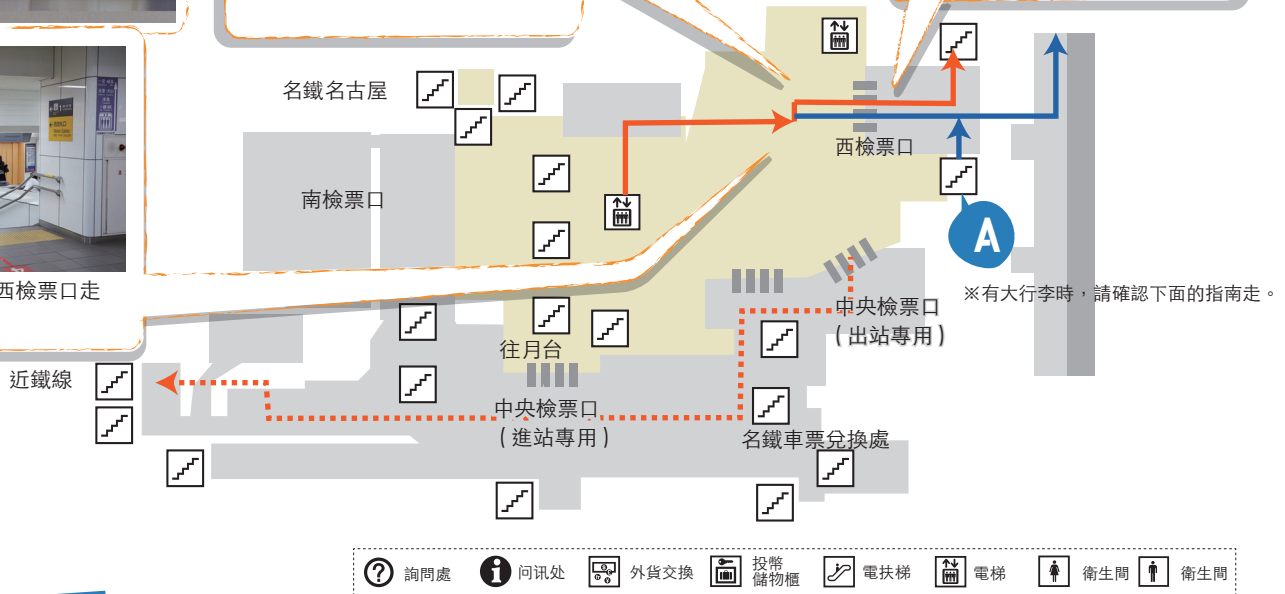 名鐵名古屋
南檢票口
西檢票口
A
西檢票口走
※有大行李時，請確認下面的指南走。
中央檢票口
(出站專用)
往月台
近鐵線
中央檢票口
(進站專用)
名鐵車票兌換處
詢問處
问讯处
外貨交換
投幣
儲物櫃
電扶梯
電梯
衛生間
衛生間